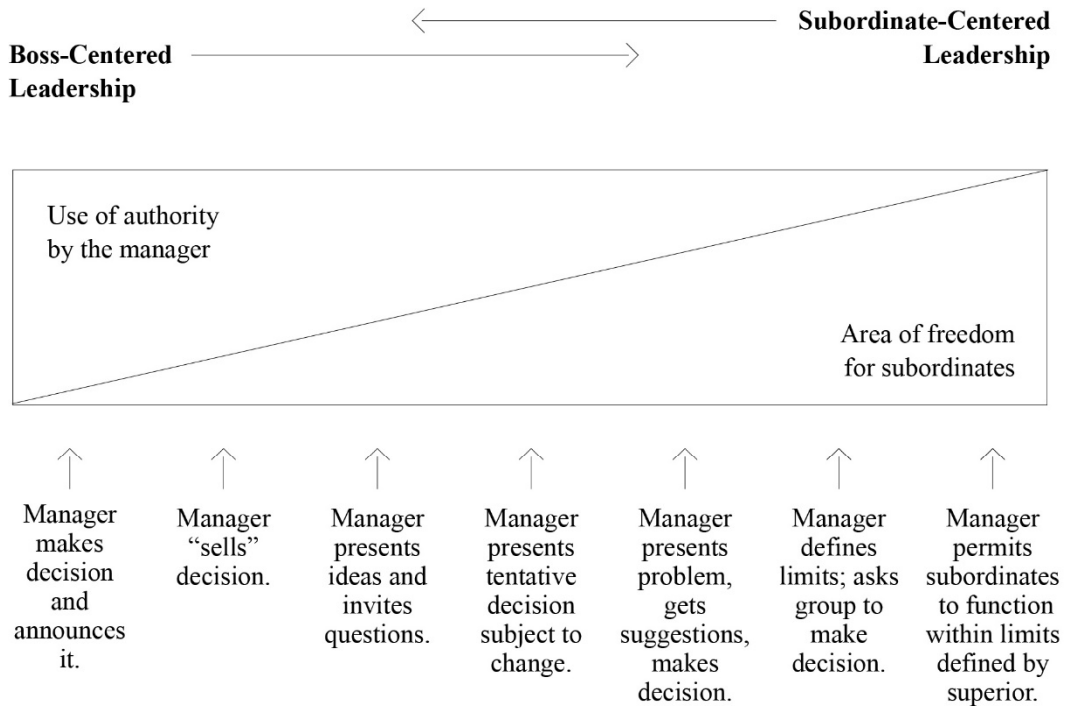 Subordinate-Centered
Leadership
Boss-Centered
Leadership
Use of authority
by the manager
Area of freedom
for subordinates
Manager
makes
decision
and
announces
it.
Manager
“sells”
decision.
Manager
presents
ideas and
invites
questions.
Manager
presents
tentative
decision
subject to
change.
Manager
presents
problem,
gets
suggestions,
makes
decision.
Manager
defines
limits; asks
group to
make
decision.
Manager
permits
subordinates
to function
within limits
defined by
superior.